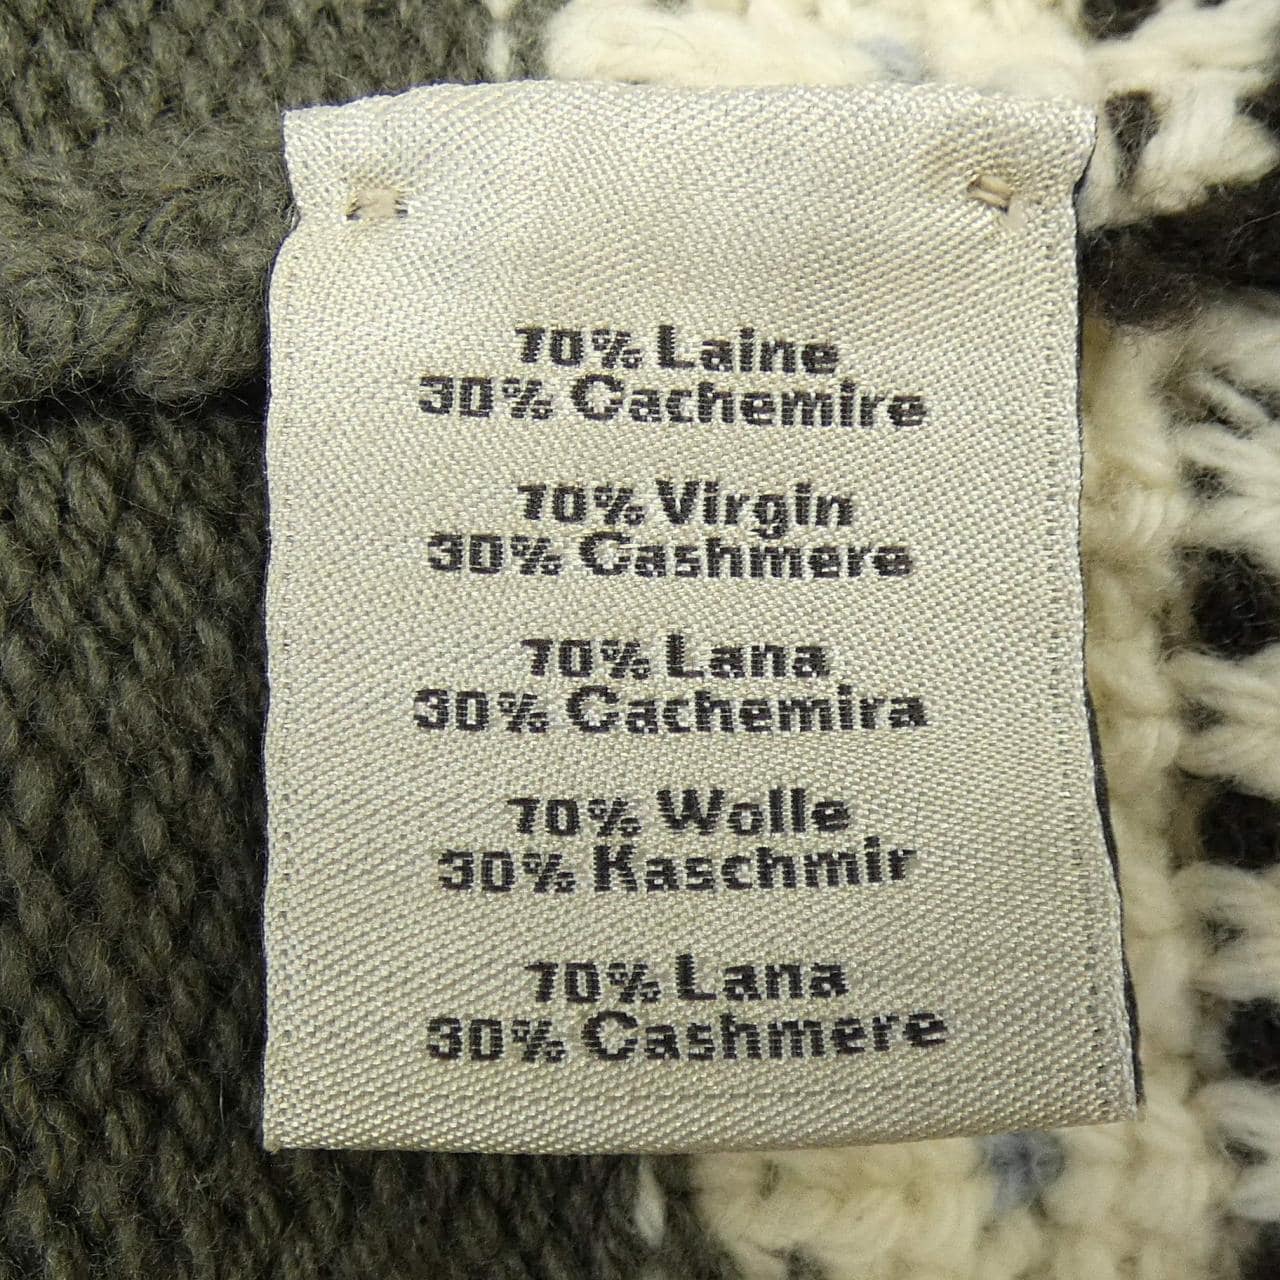 70% Laine
30% Cachemire
70% Virgin
30% Cashmere
70% Lana
30% Cachemira
70% Wolle
30% Kaschmir
70% Lana
30% Cashmere